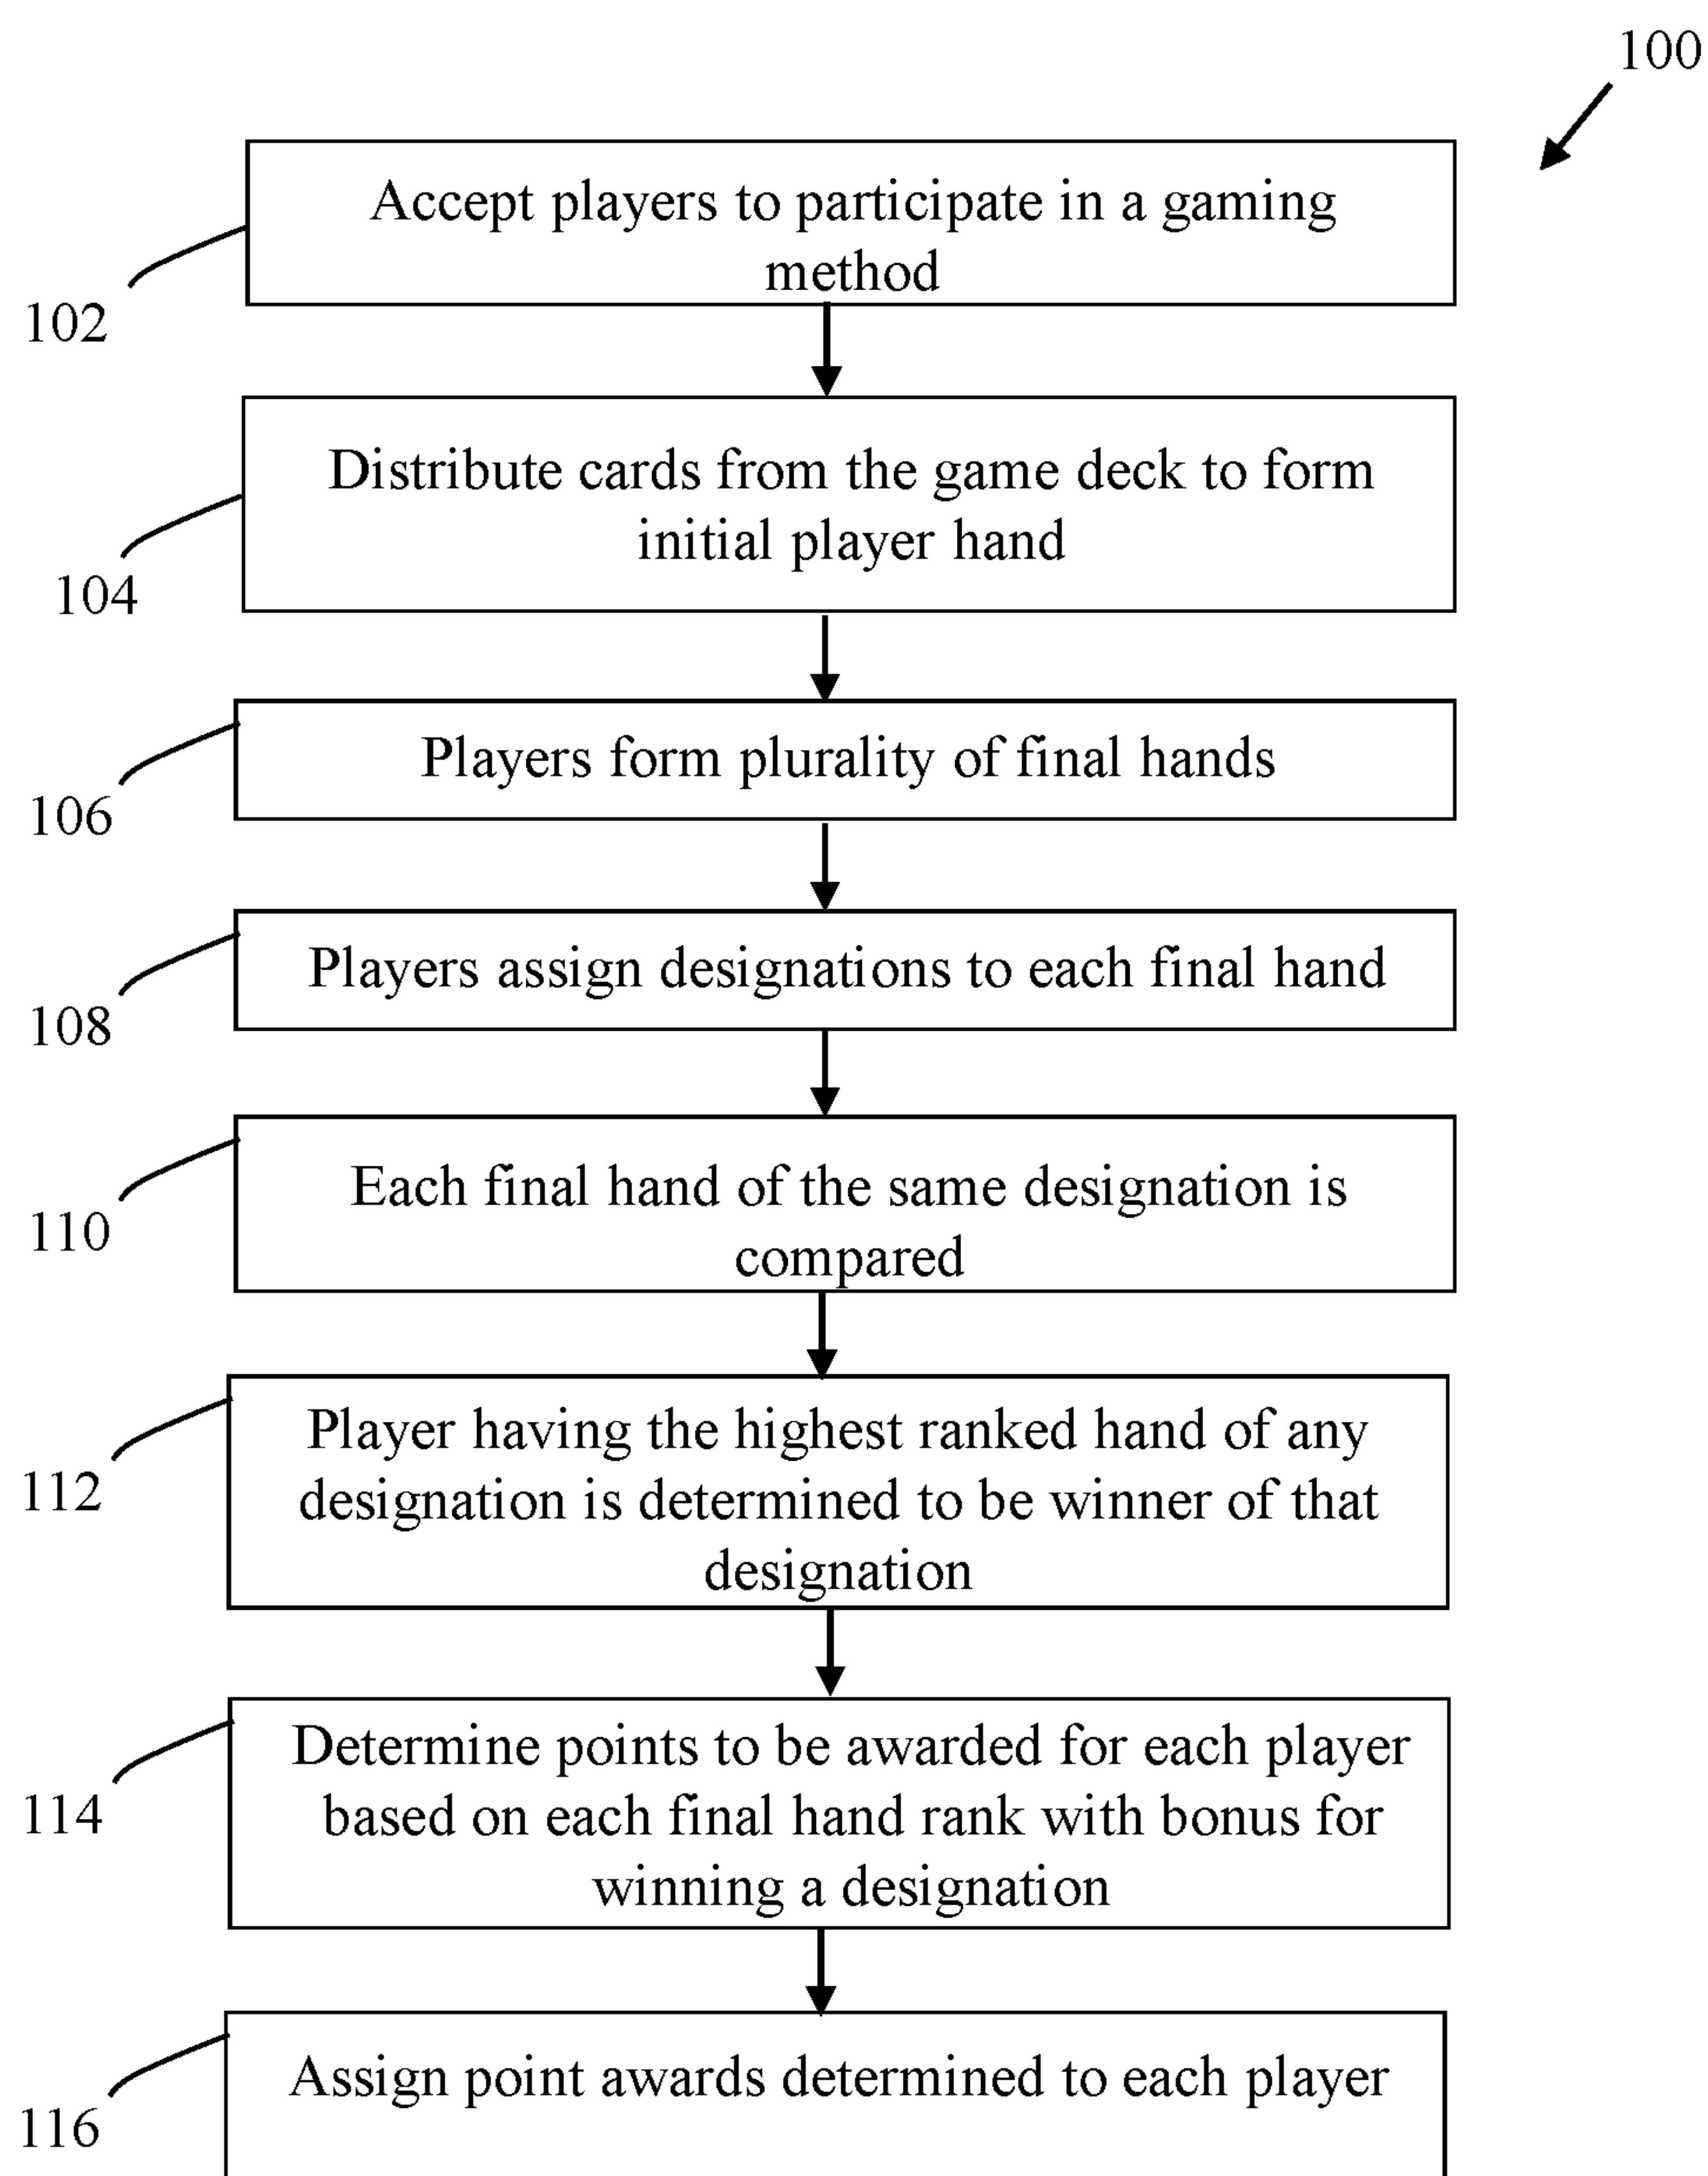 100
Accept players to participate in a gaming
method
102
Distribute cards from the game deck to form
initial player hand
104
Players form plurality of final hands
106
Players assign designations to each final hand
108
Each final hand of the same designation is
compared
110
Player having the highest ranked hand of any
designation is determined to be winner of that
designation
112
Determine points to be awarded for each player
based on each final hand rank with bonus for
winning a designation
114
Assign point awards determined to each player
116